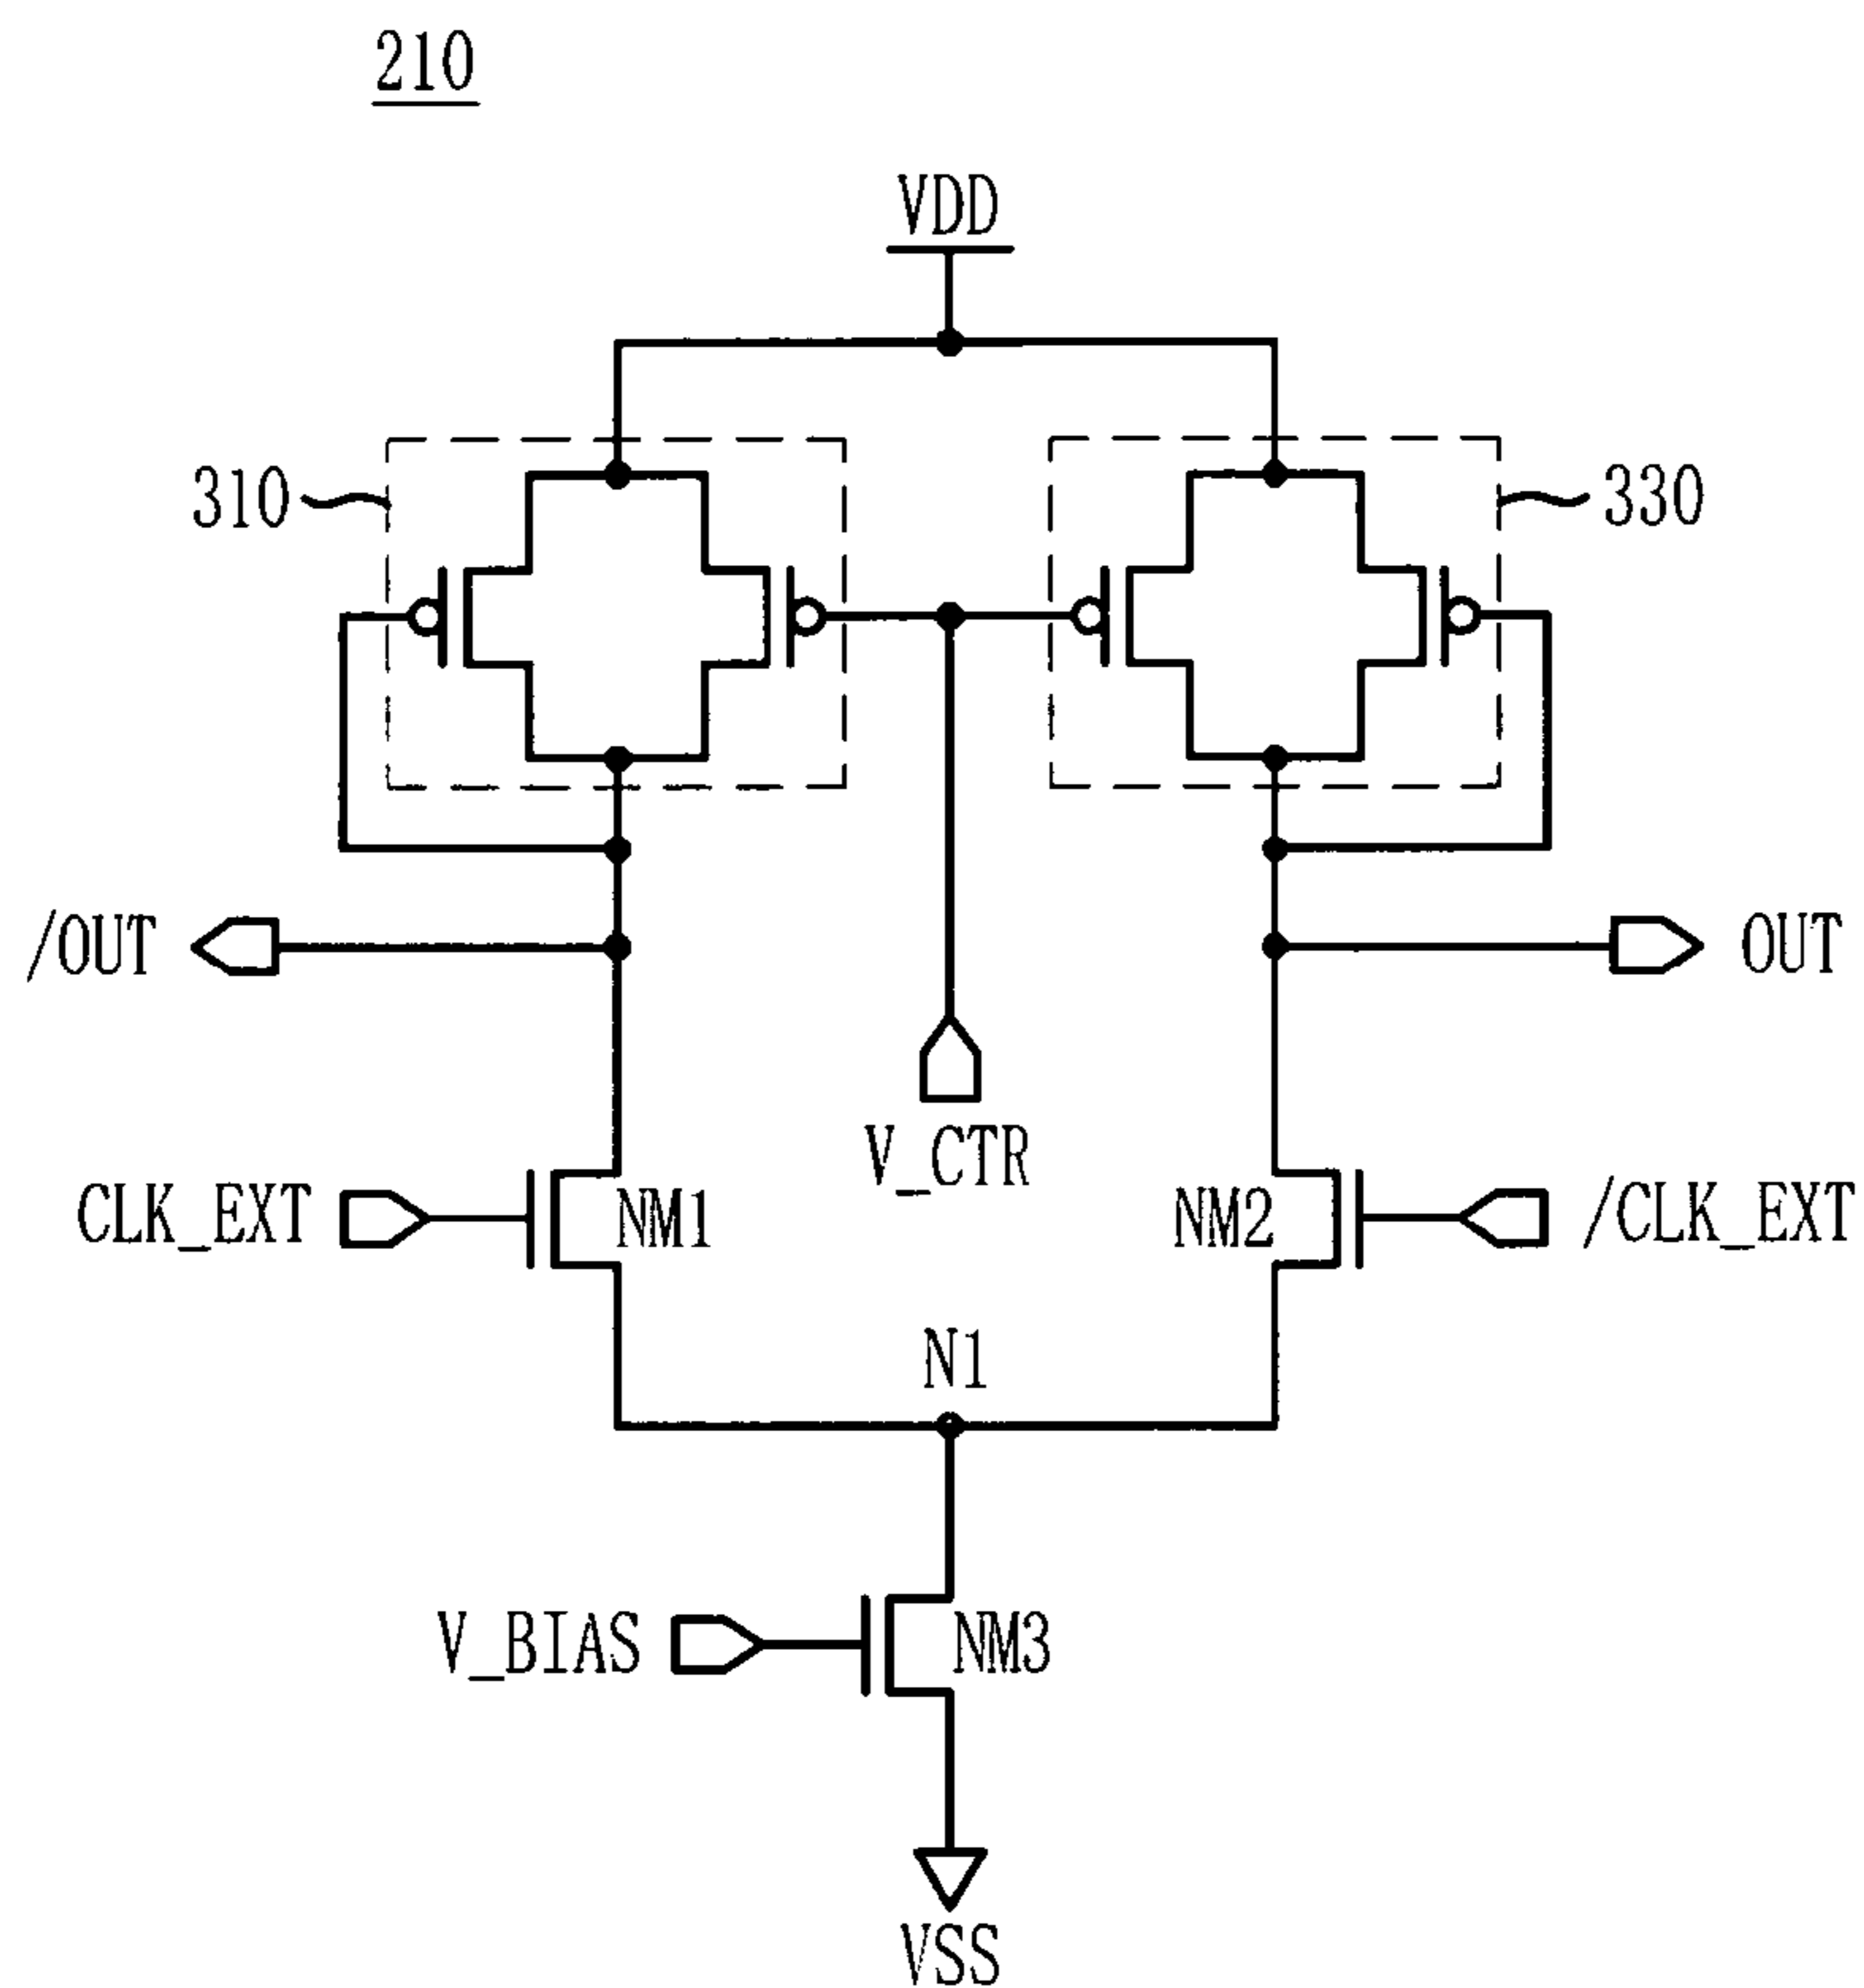 210
VDD
310
330
/OUT
OUT
V_CTR
CLK_EXT
NM1
NM2
/CLK_EXT
N1
V_BIAS
NM3
VSS